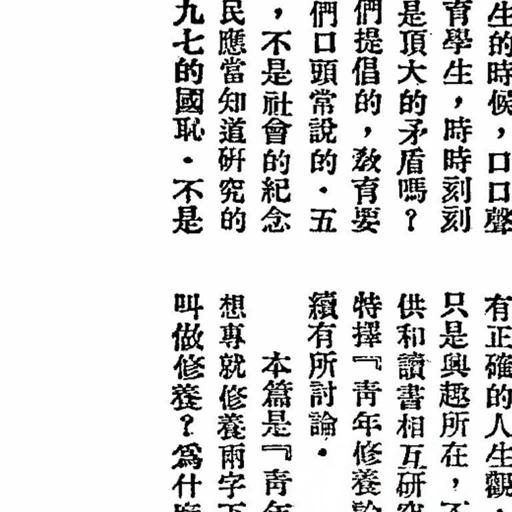 生的時候，口口聲
育學生，時時刻刻
是頂大的矛盾嗎？
們提倡的，教育要
們口頭常說的．五
，不是社會的紀念
民應當知道研究的
九七的國恥．不是
有正確的人生觀，
只是興趣所在，不
供和讀書相互研究
特擇『青年修養論
續有所討論．
本篇是『青年
想專就修養兩字下
叫做修養？為什麼